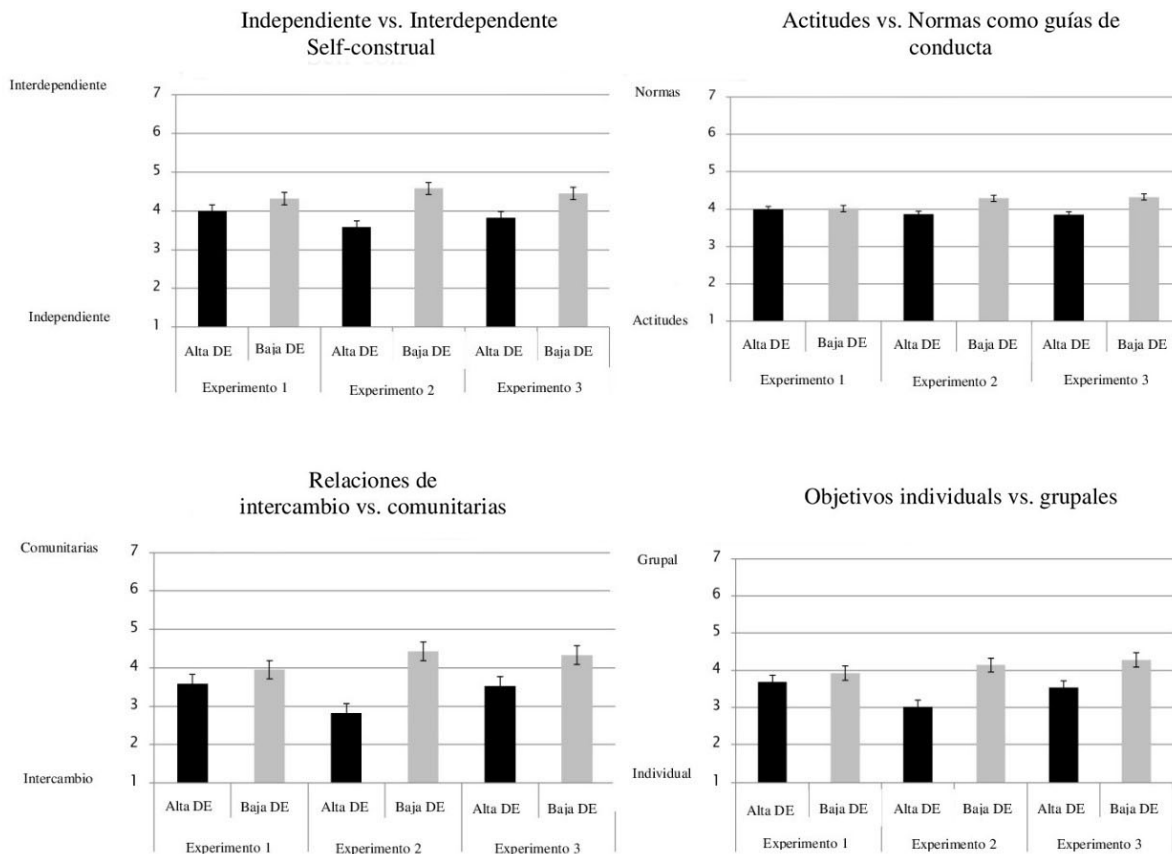 Independiente vs. Interdependente
Self-construal
Interdependiente
7
6
5
4
3
2
Independiente
1
Alta DE Baja DE Alta DE Baja DE Alta DE Baja DE
Experimento 1 Experimento 2 Experimento 3
Actitudes vs. Normas como guías de
conducta
Normas
7
6
5
4
3
2
Actitudes
1
Alta DE Baja DE Alta DE Baja DE Alta DE Baja DE
Experimento 1 Experimento 2 Experimento 3
Relaciones de
intercambio vs. comunitarias
Comunitarias
7
6
5
4
3
2
Intercambio
1
Alta DE Baja DE Alta DE Baja DE Alta DE Baja DE
Experimento 1 Experimento 2 Experimento 3
Objetivos individuals vs. grupales
Grupal
7
6
5
4
3
2
Individual
1
Alta DE Baja DE Alta DE Baja DE Alta DE Baja DE
Experimento 1 Experimento 2 Experimento 3